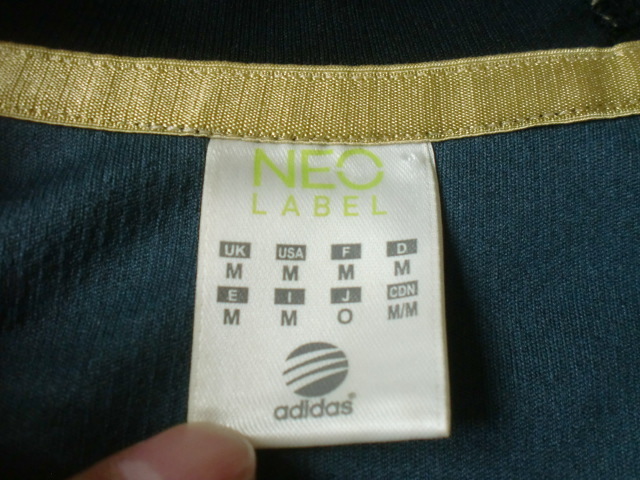 NEO
LABEL
UK USA F D
M M M M
E I J CDN
M M O M/M
adidas®